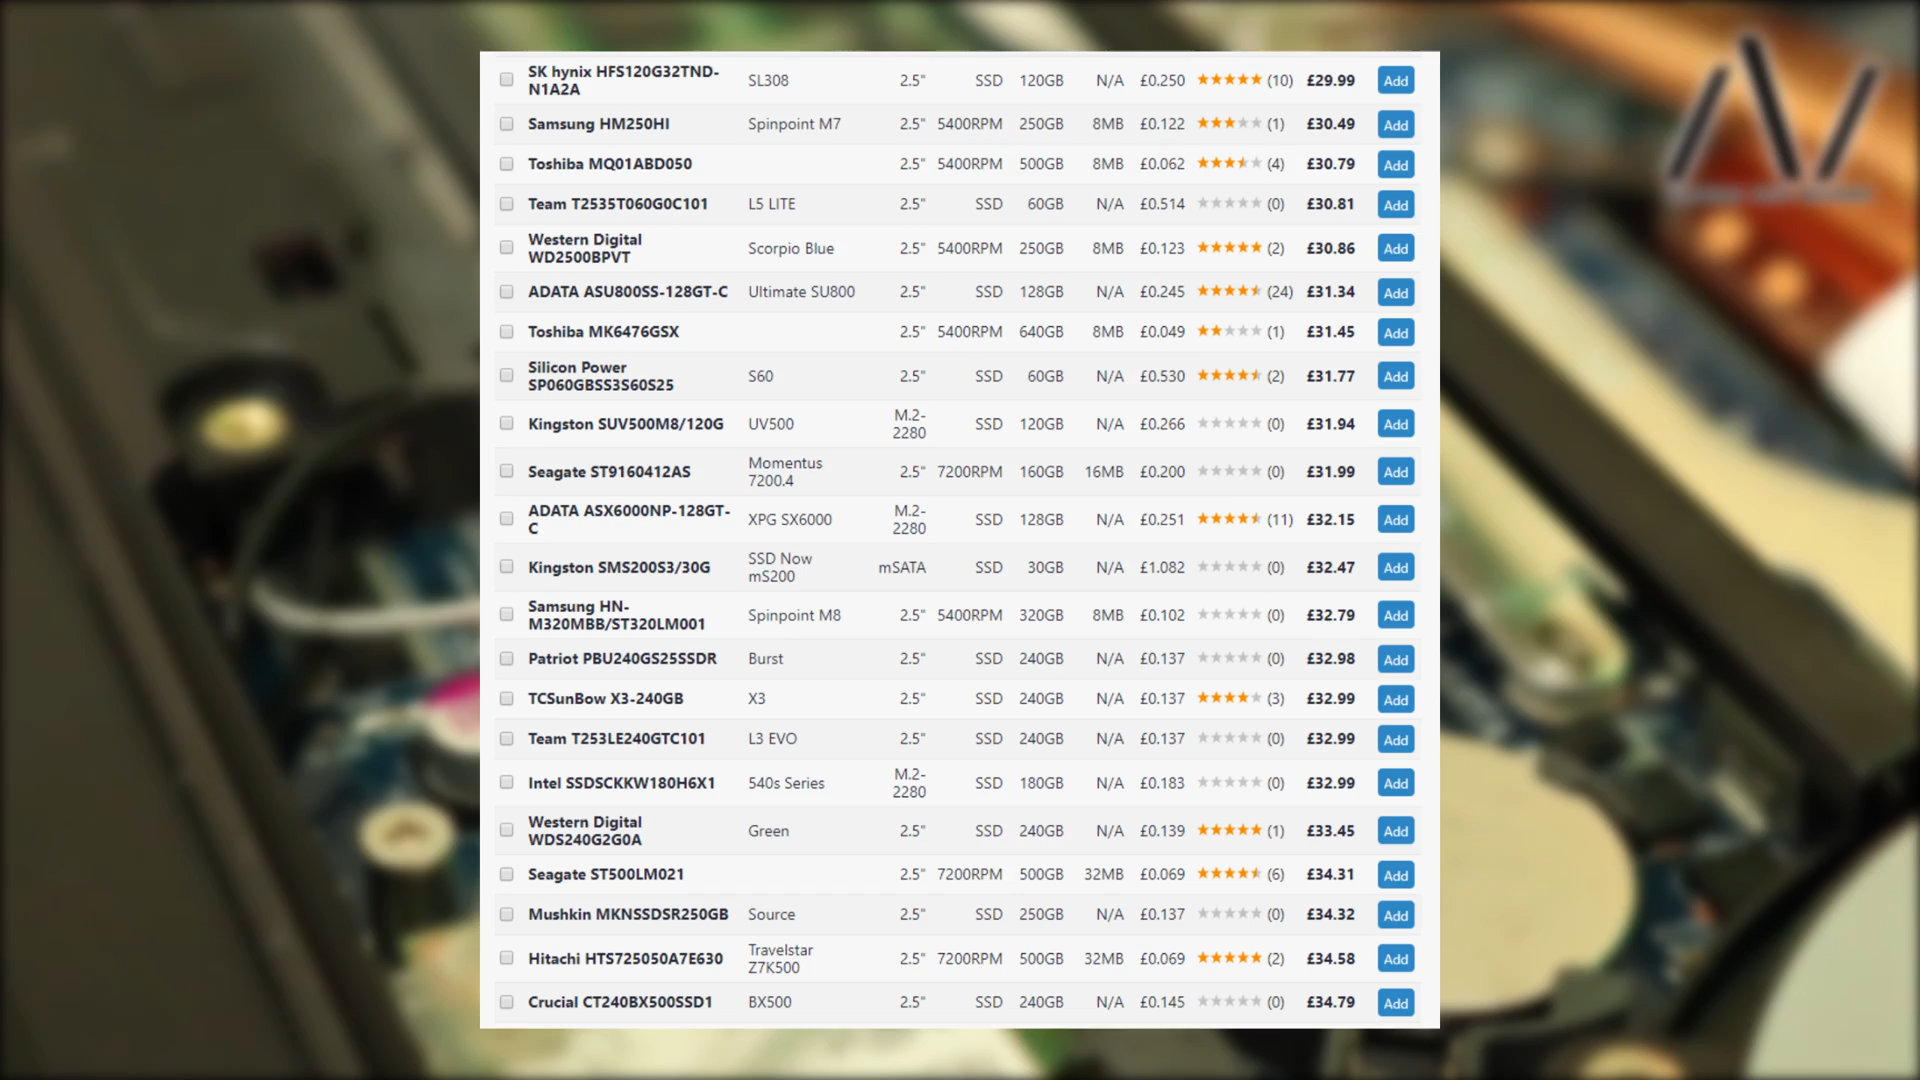 SK hynix HFS120G32TND-
N1A2A SL308 2.5" SSD 120GB N/A £0.250 (10) £29.99 Add
Samsung HM250HI Spinpoint M7 2.5" 5400RPM 250GB 8MB £0.122 (1) £30.49 Add
Toshiba MQ01ABD050 2.5" 5400RPM 500GB 8MB £0.062 (4) £30.79 Add
Team T2535T060G0C101 L5 LITE 2.5" SSD 60GB N/A £0.514 (0) £30.81 Add
Western Digital
WD2500BPVT Scorpio Blue 2.5" 5400RPM 250GB 8MB £0.123 (2) £30.86 Add
ADATA ASU800SS-128GT-C Ultimate SU800 2.5" SSD 128GB N/A £0.245 (24) £31.34 Add
Toshiba MK6476GSX 2.5" 5400RPM 640GB 8MB £0.049 (1) £31.45 Add
Silicon Power
SP060GBSS3S60S25 S60 2.5" SSD 60GB N/A £0.530 (2) £31.77 Add
Kingston SUV500M8/120G UV500 M.2-
2280 SSD 120GB N/A £0.266 (0) £31.94 Add
Seagate ST9160412AS Momentus
7200.4 2.5" 7200RPM 160GB 16MB £0.200 (0) £31.99 Add
ADATA ASX6000NP-128GT-
C XPG SX6000 M.2-
2280 SSD 128GB N/A £0.251 (11) £32.15 Add
Kingston SMS200S3/30G SSD Now
mS200 mSATA SSD 30GB N/A £1.082 (0) £32.47 Add
Samsung HN-
M320MBB/ST320LM001 Spinpoint M8 2.5" 5400RPM 320GB 8MB £0.102 (0) £32.79 Add
Patriot PBU240GS25SSDR Burst 2.5" SSD 240GB N/A £0.137 (0) £32.98 Add
TCSunBow X3-240GB X3 2.5" SSD 240GB N/A £0.137 (3) £32.99 Add
Team T253LE240GTC101 L3 EVO 2.5" SSD 240GB N/A £0.137 (0) £32.99 Add
Intel SSDSCKKW180H6X1 540s Series M.2-
2280 SSD 180GB N/A £0.183 (0) £32.99 Add
Western Digital
WDS240G2G0A Green 2.5" SSD 240GB N/A £0.139 (1) £33.45 Add
Seagate ST500LM021 2.5" 7200RPM 500GB 32MB £0.069 (6) £34.31 Add
Mushkin MKNSSDSR250GB Source 2.5" SSD 250GB N/A £0.137 (0) £34.32 Add
Hitachi HTS725050A7E630 Travelstar
Z7K500 2.5" 7200RPM 500GB 32MB £0.069 (2) £34.58 Add
Crucial CT240BX500SSD1 BX500 2.5" SSD 240GB N/A £0.145 (0) £34.79 Add